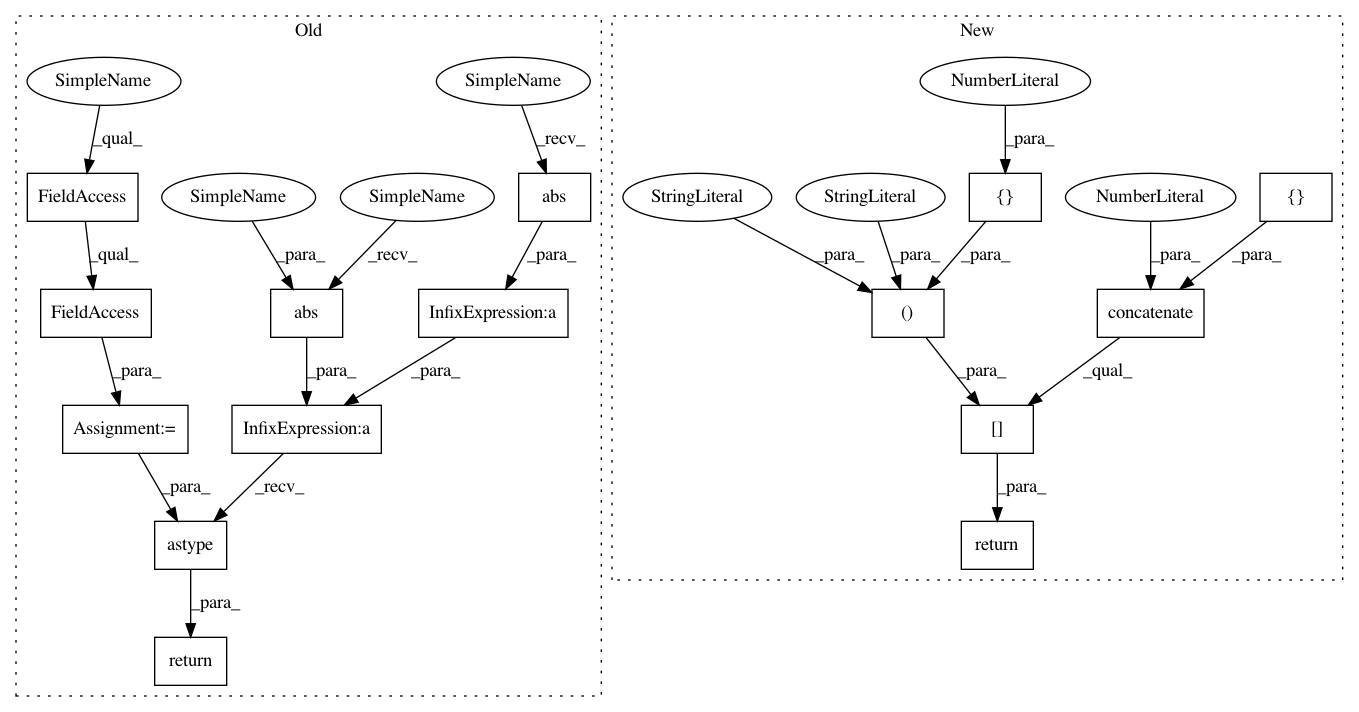 Old
New
SimpleName
SimpleName
NumberLiteral
_qual_
_recv_
_para_
FieldAccess
SimpleName
SimpleName
abs
StringLiteral
StringLiteral
{}
NumberLiteral
{}
_qual_
_para_
_recv_
_para_
_para_
_para_
_para_
_para_
_para_
FieldAccess
abs
InfixExpression:a
()
concatenate
_para_
_para_
_para_
_para_
_qual_
Assignment:=
InfixExpression:a
[]
_para_
_recv_
_para_
astype
return
_para_
return